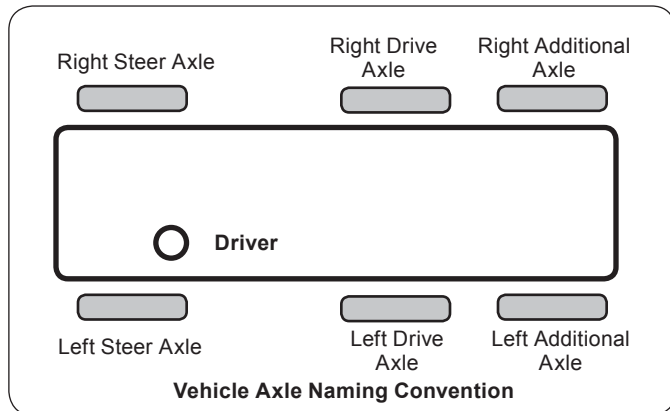 Right Steer Axle
Right Drive
Axle
Right Additional
Axle
Driver
Left Steer Axle
Left Drive
Axle
Left Additional
Axle
Vehicle Axle Naming Convention